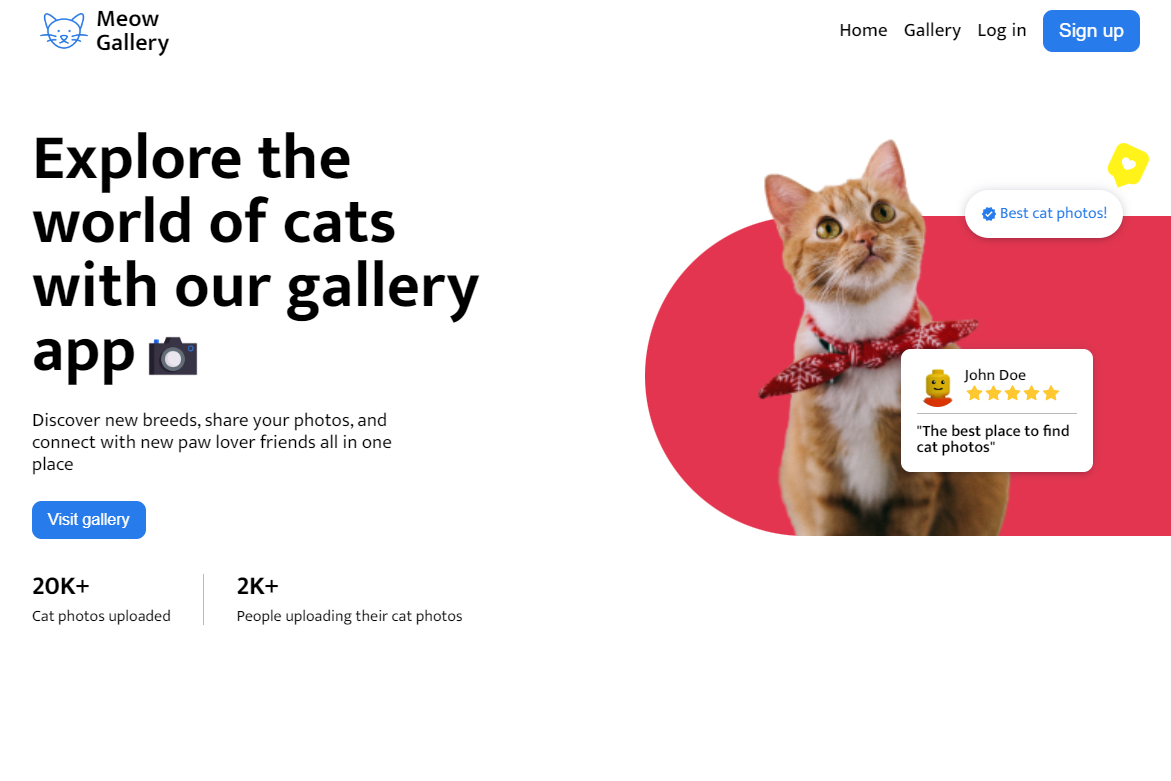 Meow
Gallery
Home
Gallery
Log in
Sign up
Explore the
world of cats
with our gallery
app
Discover new breeds, share your photos, and
connect with new paw lover friends all in one
place
Visit gallery
20K+
Cat photos uploaded
2K+
People uploading their cat photos
Best cat photos!
John Doe
"The best place to find
cat photos"